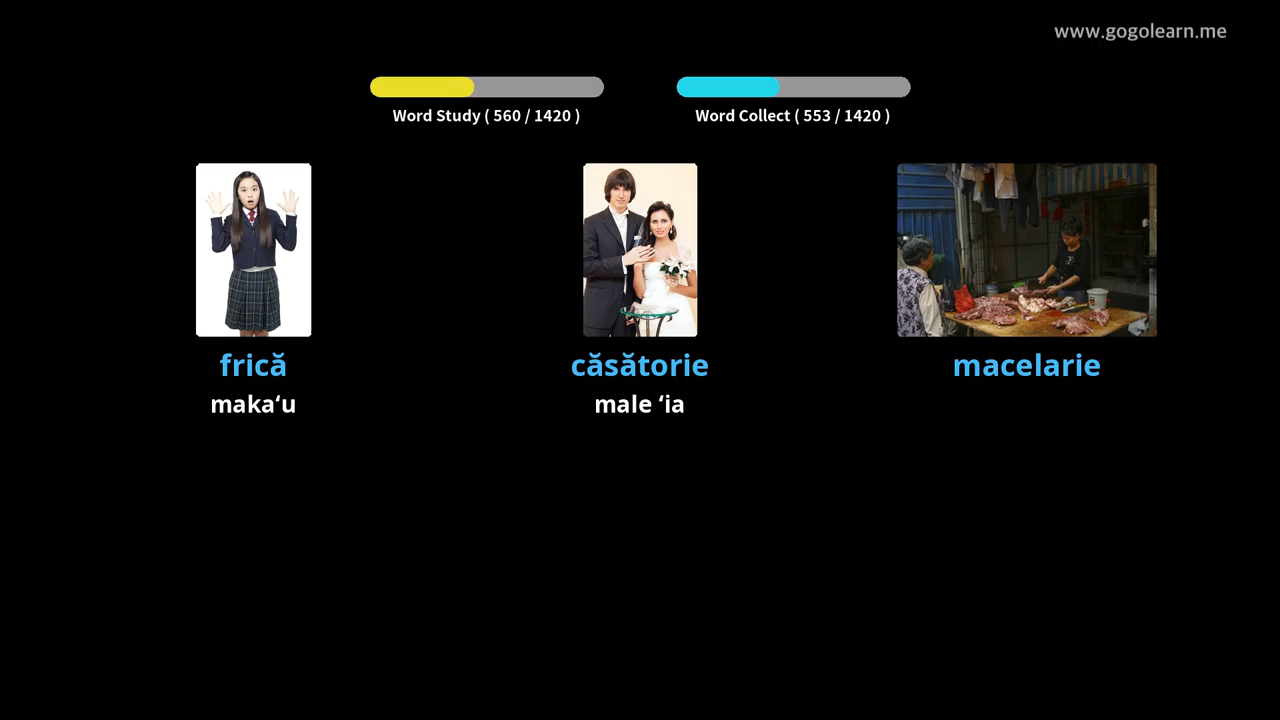 www.gogolearn.me
Word Study ( 560 / 1420 )
Word Collect ( 553 / 1420 )
frică
căsătorie
macelarie
maka‘u
male ‘ia